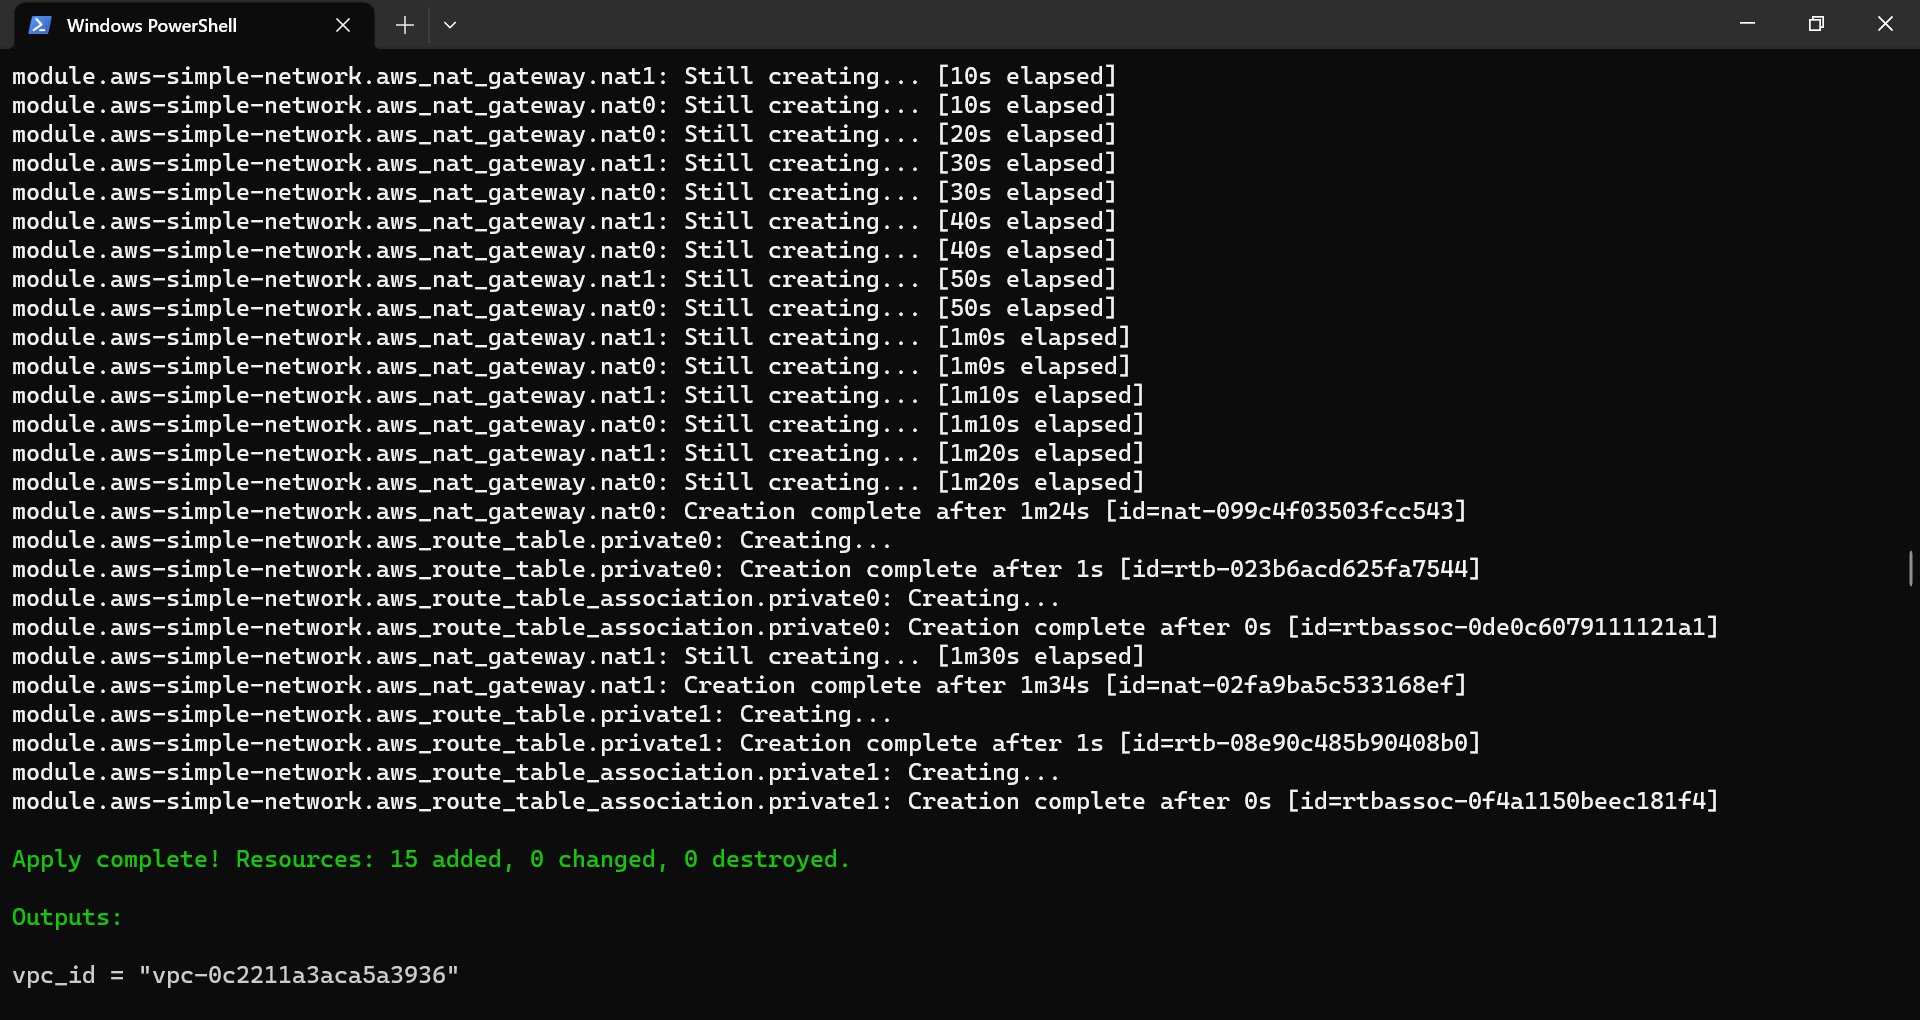 Windows PowerShell
module.aws-simple-network.aws_nat_gateway.nat1: Still creating... [10s elapsed]
module.aws-simple-network.aws_nat_gateway.nat0: Still creating... [10s elapsed]
module.aws-simple-network.aws_nat_gateway.nat0: Still creating... [20s elapsed]
module.aws-simple-network.aws_nat_gateway.nat1: Still creating... [30s elapsed]
module.aws-simple-network.aws_nat_gateway.nat0: Still creating... [30s elapsed]
module.aws-simple-network.aws_nat_gateway.nat1: Still creating... [40s elapsed]
module.aws-simple-network.aws_nat_gateway.nat0: Still creating... [40s elapsed]
module.aws-simple-network.aws_nat_gateway.nat1: Still creating... [50s elapsed]
module.aws-simple-network.aws_nat_gateway.nat0: Still creating... [50s elapsed]
module.aws-simple-network.aws_nat_gateway.nat1: Still creating... [1m0s elapsed]
module.aws-simple-network.aws_nat_gateway.nat0: Still creating... [1m0s elapsed]
module.aws-simple-network.aws_nat_gateway.nat1: Still creating... [1m10s elapsed]
module.aws-simple-network.aws_nat_gateway.nat0: Still creating... [1m10s elapsed]
module.aws-simple-network.aws_nat_gateway.nat1: Still creating... [1m20s elapsed]
module.aws-simple-network.aws_nat_gateway.nat0: Still creating... [1m20s elapsed]
module.aws-simple-network.aws_nat_gateway.nat0: Creation complete after 1m24s [id=nat-099c4f03503fcc543]
module.aws-simple-network.aws_route_table.private0: Creating...
module.aws-simple-network.aws_route_table.private0: Creation complete after 1s [id=rtb-023b6acd625fa7544]
module.aws-simple-network.aws_route_table_association.private0: Creating...
module.aws-simple-network.aws_route_table_association.private0: Creation complete after 0s [id=rtbassoc-0de0c6079111121a1]
module.aws-simple-network.aws_nat_gateway.nat1: Still creating... [1m30s elapsed]
module.aws-simple-network.aws_nat_gateway.nat1: Creation complete after 1m34s [id=nat-02fa9ba5c533168ef]
module.aws-simple-network.aws_route_table.private1: Creating...
module.aws-simple-network.aws_route_table.private1: Creation complete after 1s [id=rtb-08e90c485b90408b0]
module.aws-simple-network.aws_route_table_association.private1: Creating...
module.aws-simple-network.aws_route_table_association.private1: Creation complete after 0s [id=rtbassoc-0f4a1150beec181f4]
Apply complete! Resources: 15 added, 0 changed, 0 destroyed.
Outputs:
vpc_id = "vpc-0c2211a3aca5a3936"